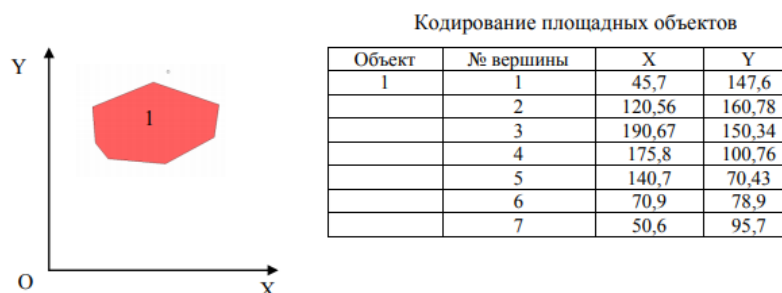 Кодирование площадных объектов
Y
1
O
X
Объект № вершины X Y
1 1 45,7 147,6
2 120,56 160,78
3 190,67 150,34
4 175,8 100,76
5 140,7 70,43
6 70,9 78,9
7 50,6 95,7